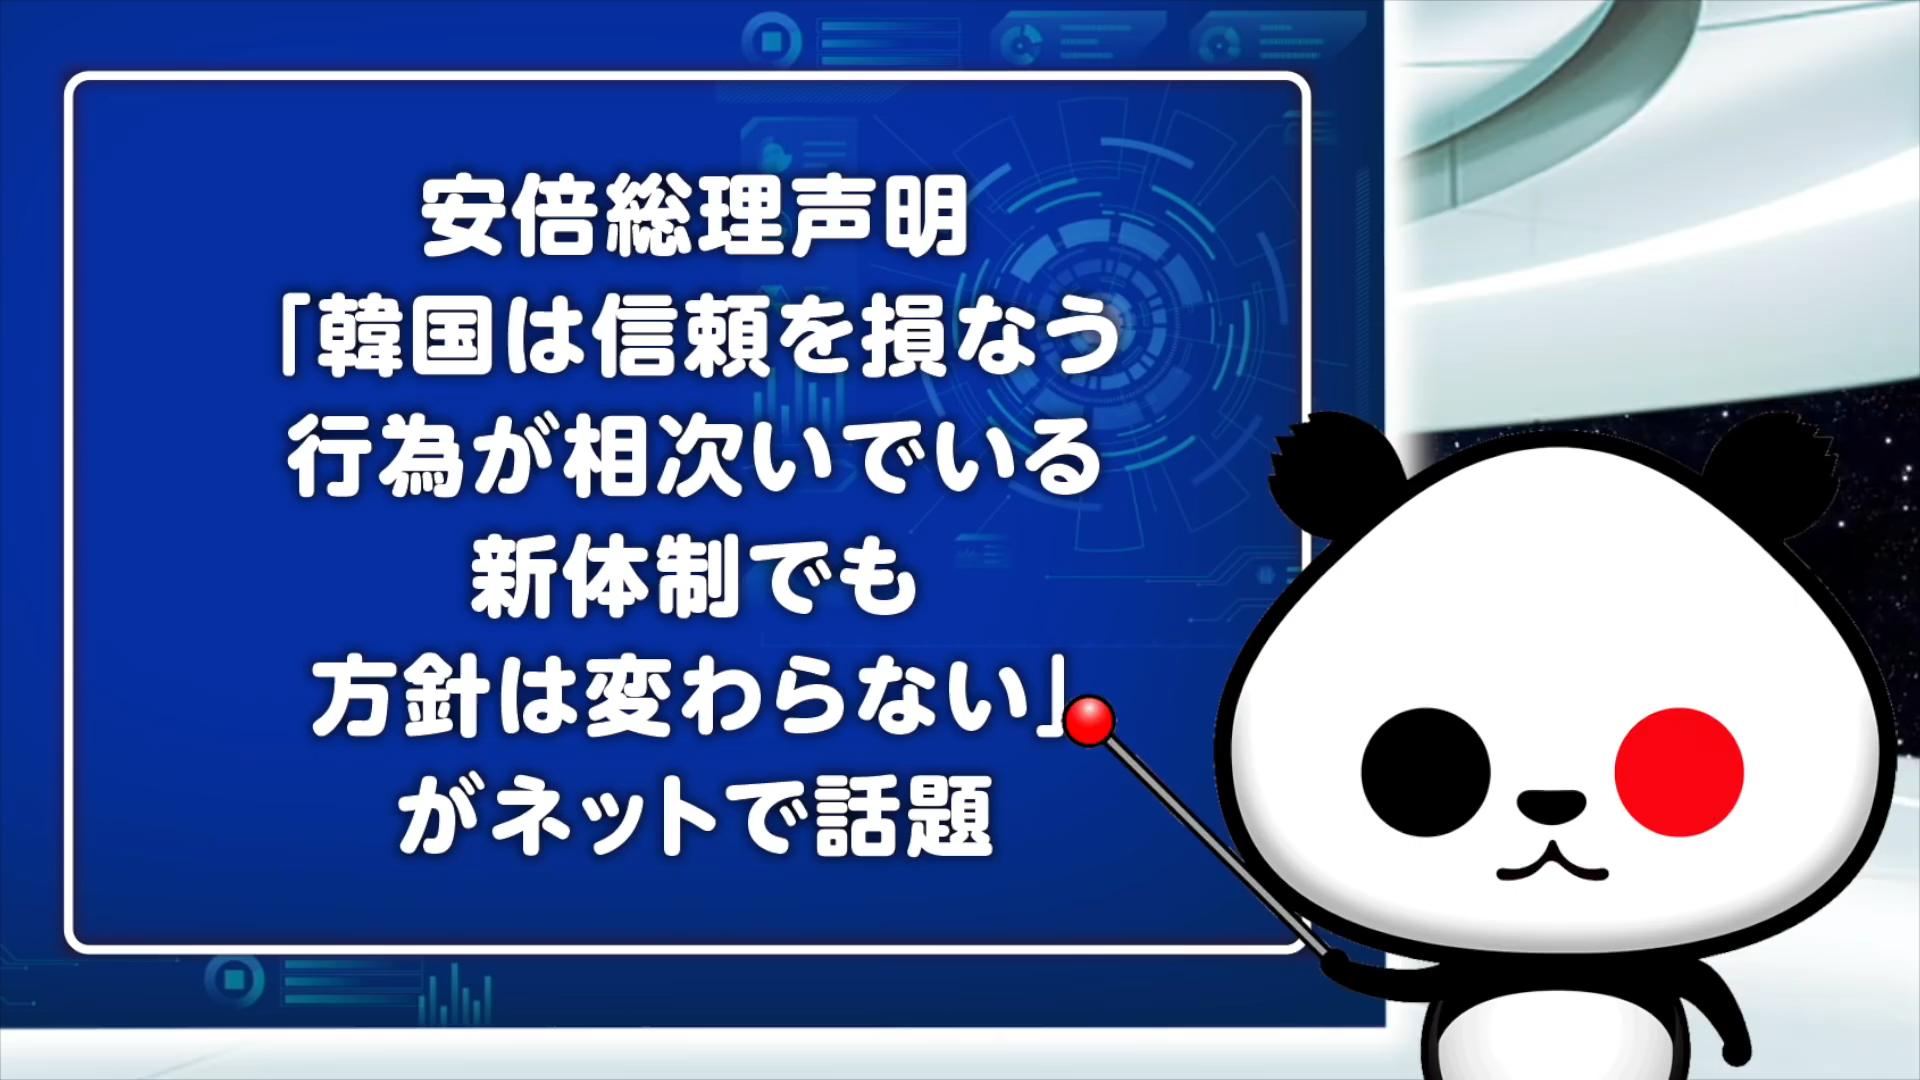 安倍総理声明
「韓国は信頼を損なう
行為が相次いでいる
新体制でも
方針は変わらない」
がネットで話題